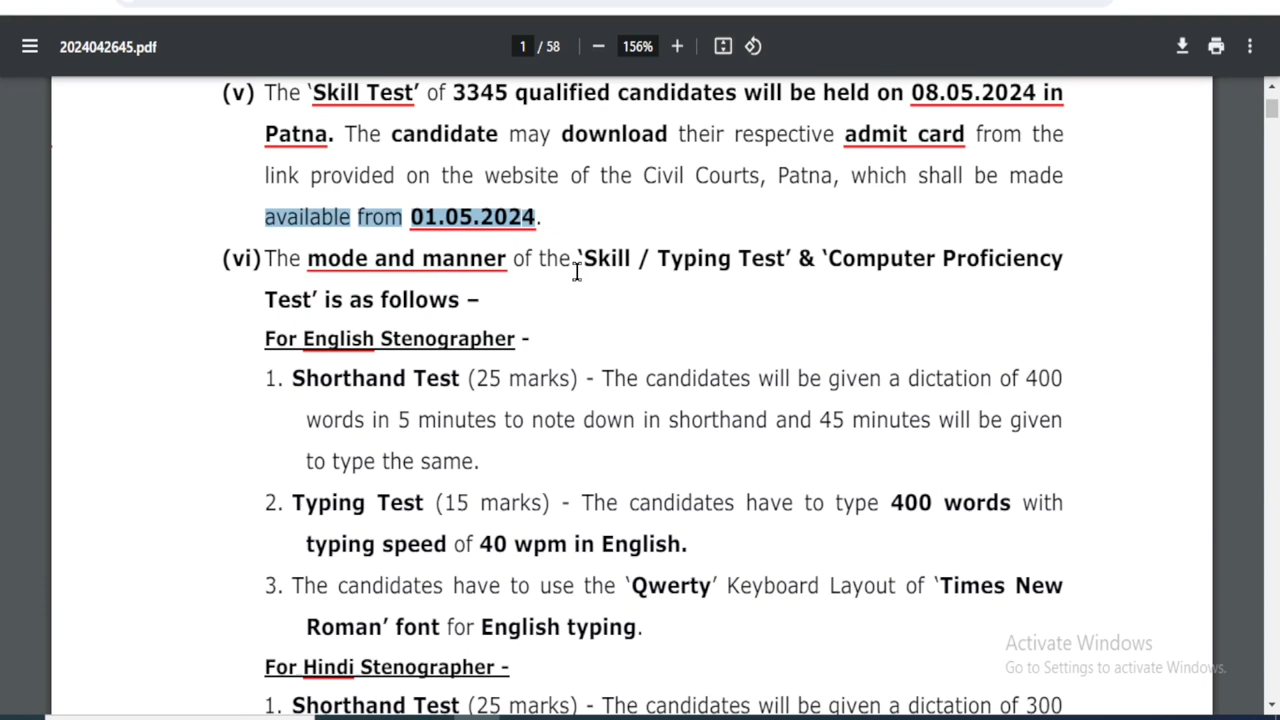 2024042645.pdf
1 / 58
156%
(v) The ‘Skill Test’ of 3345 qualified candidates will be held on 08.05.2024 in
Patna. The candidate may download their respective admit card from the
link provided on the website of the Civil Courts, Patna, which shall be made
available from 01.05.2024.
(vi) The mode and manner of the ‘Skill / Typing Test’ & ‘Computer Proficiency
Test’ is as follows –
For English Stenographer -
1. Shorthand Test (25 marks) - The candidates will be given a dictation of 400
words in 5 minutes to note down in shorthand and 45 minutes will be given
to type the same.
2. Typing Test (15 marks) - The candidates have to type 400 words with
typing speed of 40 wpm in English.
3. The candidates have to use the ‘Qwerty’ Keyboard Layout of ‘Times New
Roman’ font for English typing.
Activate Windows
Go to Settings to activate Windows.
For Hindi Stenographer -
1. Shorthand Test (25 marks) - The candidates will be given a dictation of 300